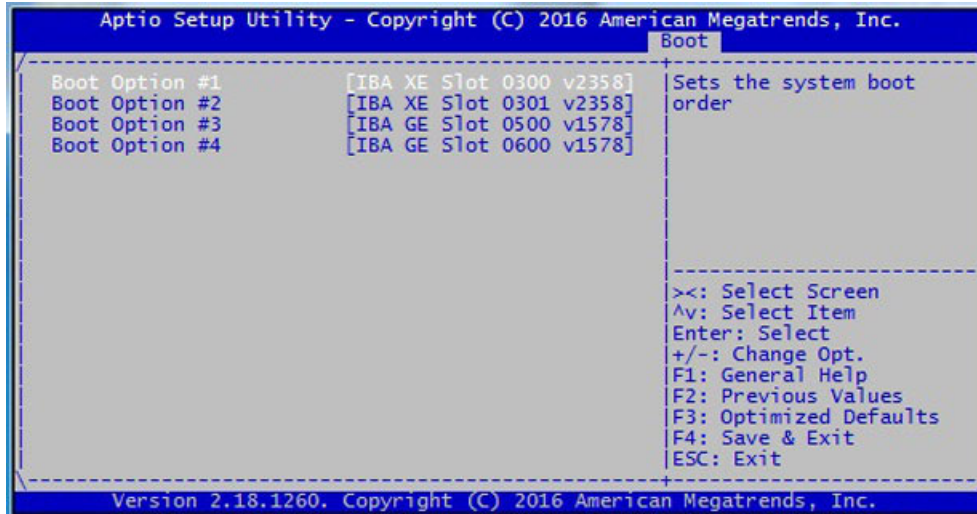 Aptio Setup Utility - Copyright (C) 2016 American Megatrends, Inc.
Boot
Boot Option #1 [IBA XE Slot 0300 v2358]
Boot Option #2 [IBA XE Slot 0301 v2358]
Boot Option #3 [IBA GE Slot 0500 v1578]
Boot Option #4 [IBA GE Slot 0600 v1578]
Sets the system boot
order
><: Select Screen
^v: Select Item
Enter: Select
+/-: Change Opt.
F1: General Help
F2: Previous Values
F3: Optimized Defaults
F4: Save & Exit
ESC: Exit
Version 2.18.1260. Copyright (C) 2016 American Megatrends, Inc.